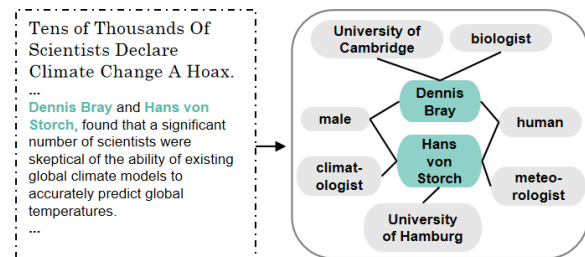 Tens of Thousands Of
Scientists Declare
Climate Change A Hoax.
...
Dennis Bray and Hans von
Storch, found that a significant
number of scientists were
skeptical of the ability of existing
global climate models to
accurately predict global
temperatures.
...
University of
Cambridge
biologist
Dennis
Bray
male
human
Hans
von
Storch
climat-
ologist
meteo-
rologist
University
of Hamburg